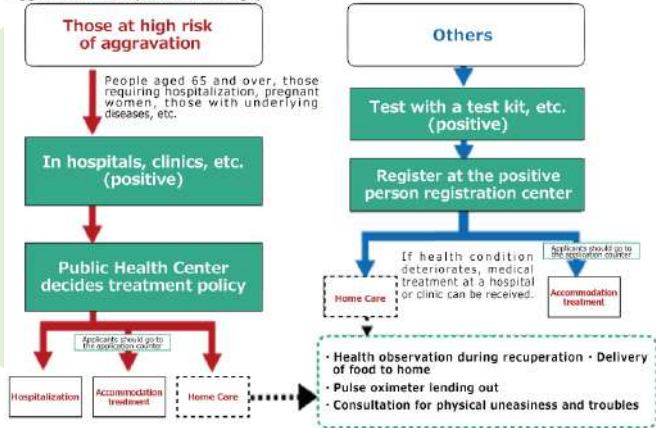 Those at high risk
of aggravation
People aged 65 and over, those
requiring hospitalization, pregnant
women, those with underlying
diseases, etc.
In hospitals, clinics, etc.
(positive)
Public Health Center
decides treatment policy
Applicants should go to
the application counter
Hospitalization
Accommodation
treatment
Home Care
Others
Test with a test kit, etc.
(positive)
Register at the positive
person registration center
If health condition
deteriorates, medical
treatment at a hospital
or clinic can be received.
Applicants should go to
the application counter
Home Care
Accommodation
treatment
・Health observation during recuperation ・Delivery
of food to home
・Pulse oximeter lending out
・Consultation for physical uneasiness and troubles